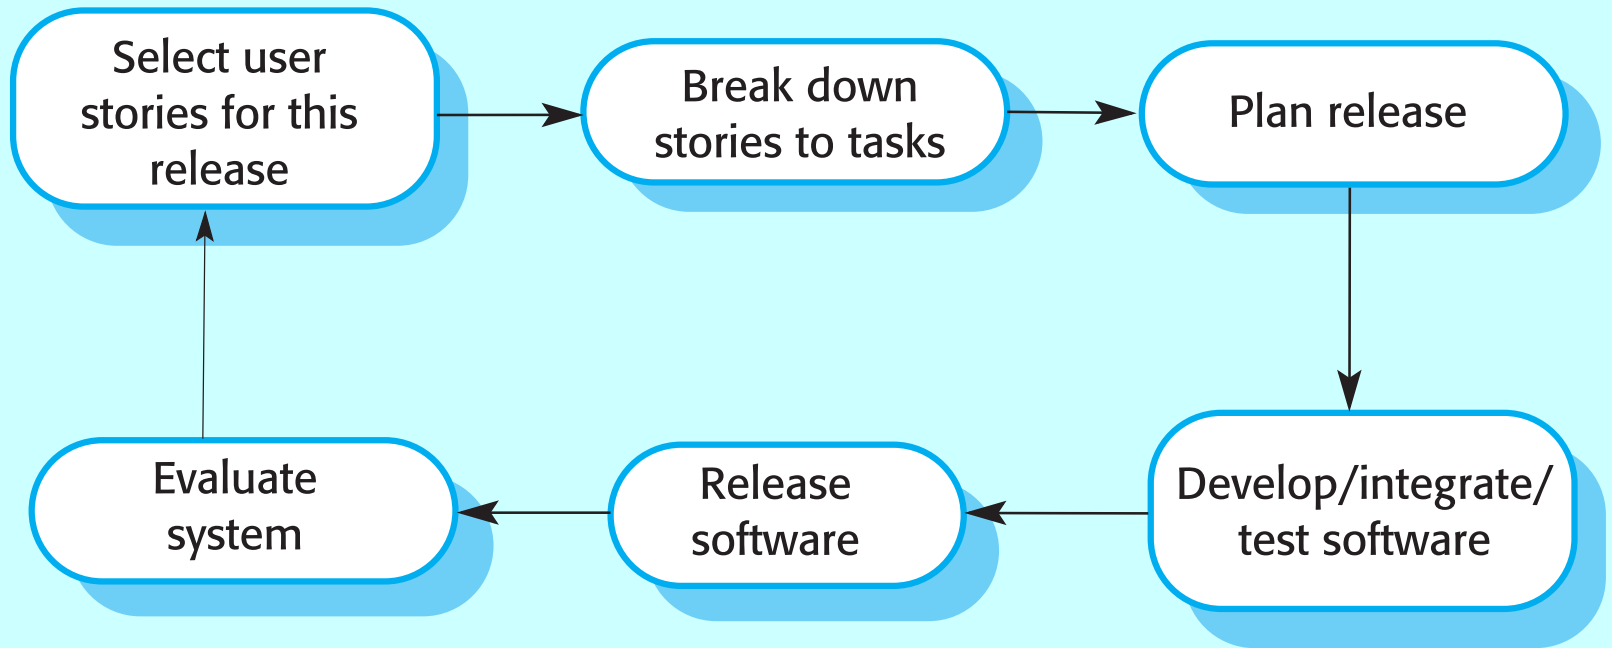 Select user
stories for this
release
Break down
stories to tasks
Plan release
Develop/integrate/
test software
Release
software
Evaluate
system